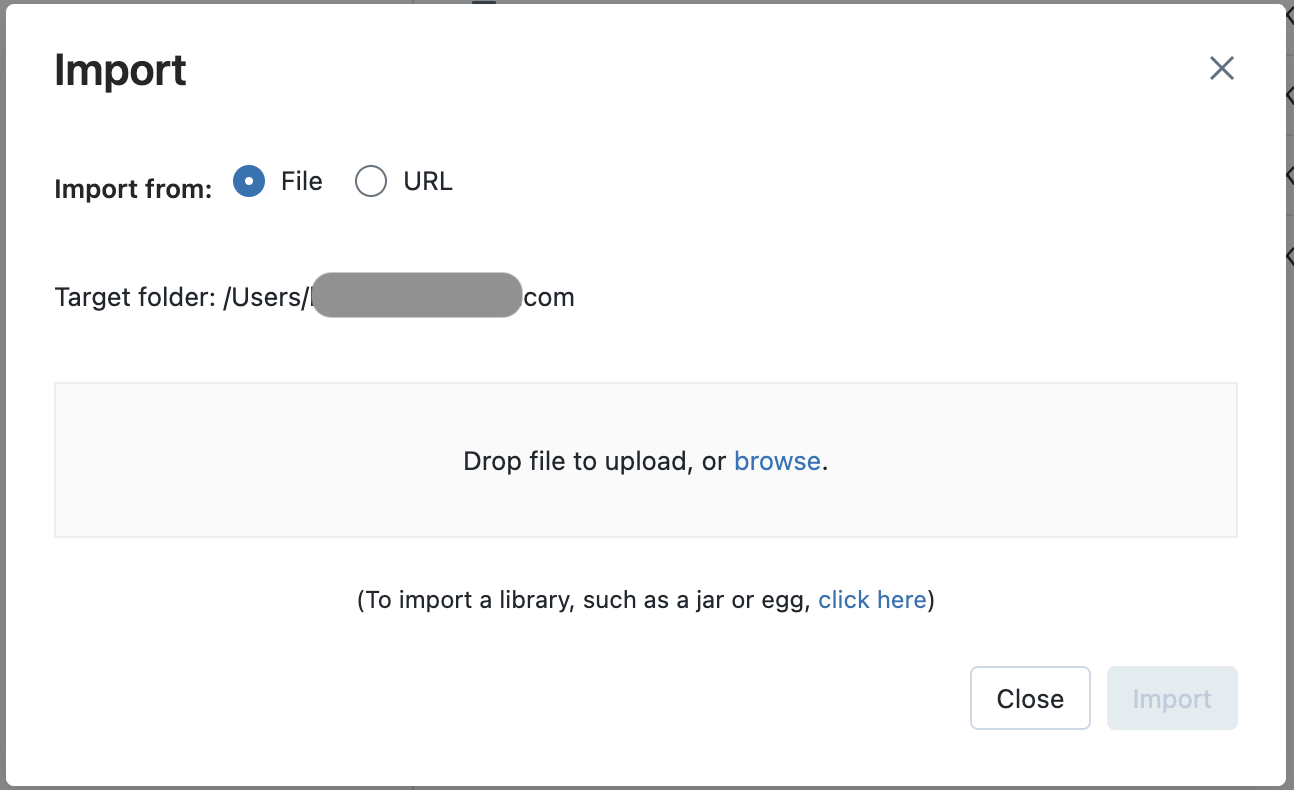 Import
Import from: File URL
Target folder: /Users/ com
Drop file to upload, or browse.
(To import a library, such as a jar or egg, click here)
Close Import